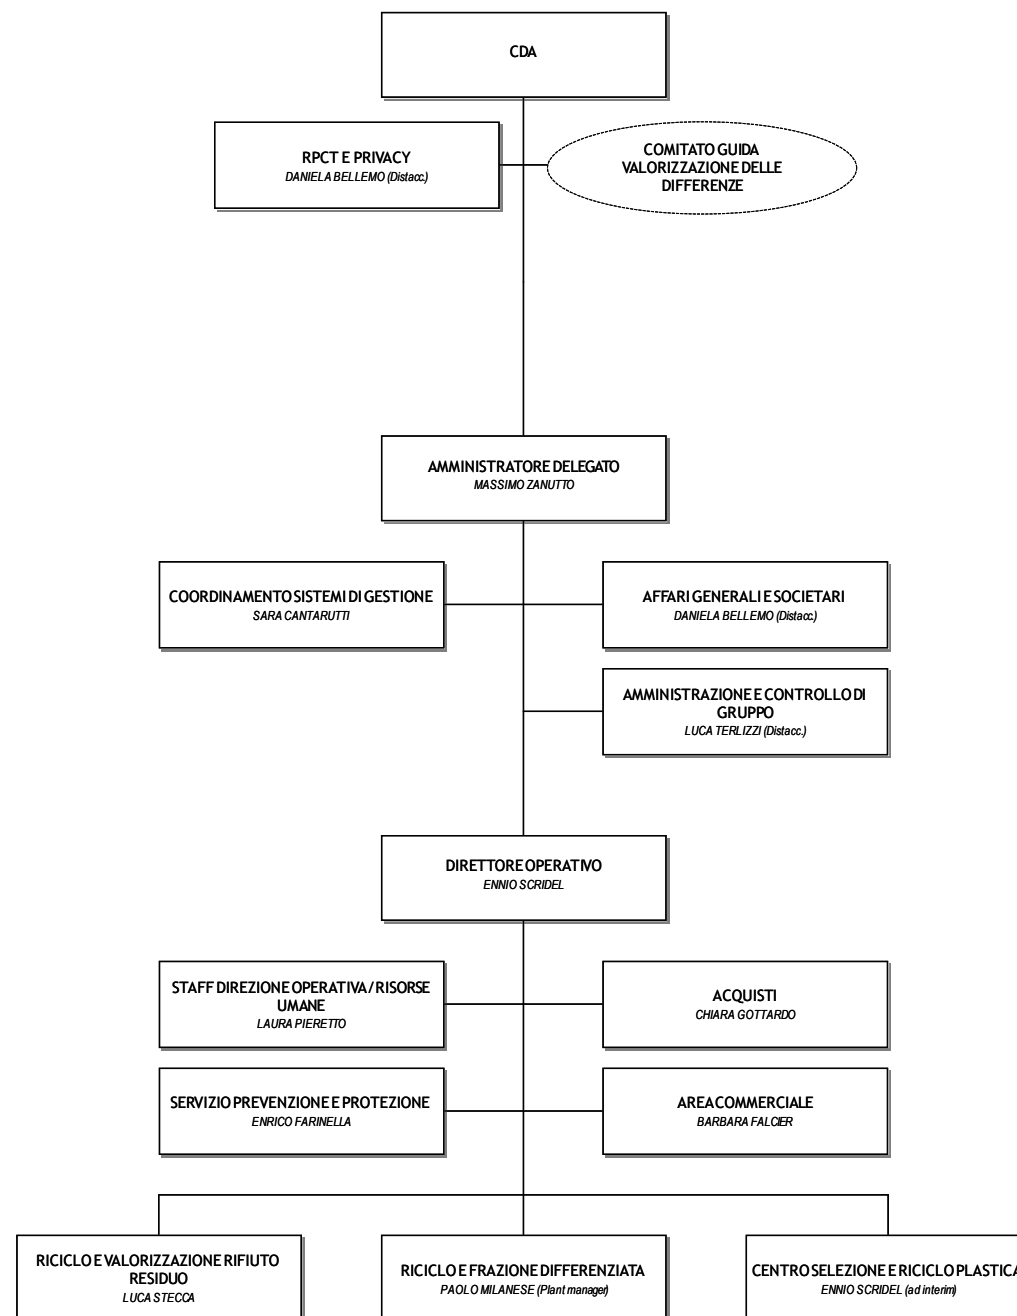 CDA
RPCT E PRIVACY
DANIELA BELLEMO (Distacc.)
COMITATO GUIDA
VALORIZZAZIONE DELLE
DIFFERENZE
AMMINISTRATORE DELEGATO
MASSIMO ZANUTTO
COORDINAMENTO SISTEMI DI GESTIONE
SARA CANTARUTTI
AFFARI GENERALI E SOCIETARI
DANIELA BELLEMO (Distacc.)
AMMINISTRAZIONE E CONTROLLO DI
GRUPPO
LUCA TERLIZZI (Distacc.)
DIRETTORE OPERATIVO
ENNIO SCRIDEL
STAFF DIREZIONE OPERATIVA / RISORSE
UMANE
LAURA PIERETTO
ACQUISTI
CHIARA GOTTARDO
SERVIZIO PREVENZIONE E PROTEZIONE
ENRICO FARINELLA
AREA COMMERCIALE
BARBARA FALCIER
RICICLO E VALORIZZAZIONE RIFIUTO
RESIDUO
LUCA STECCA
RICICLO E FRAZIONE DIFFERENZIATA
PAOLO MILANESE (Plant manager)
CENTRO SELEZIONE E RICICLO PLASTICA
ENNIO SCRIDEL (ad interim)